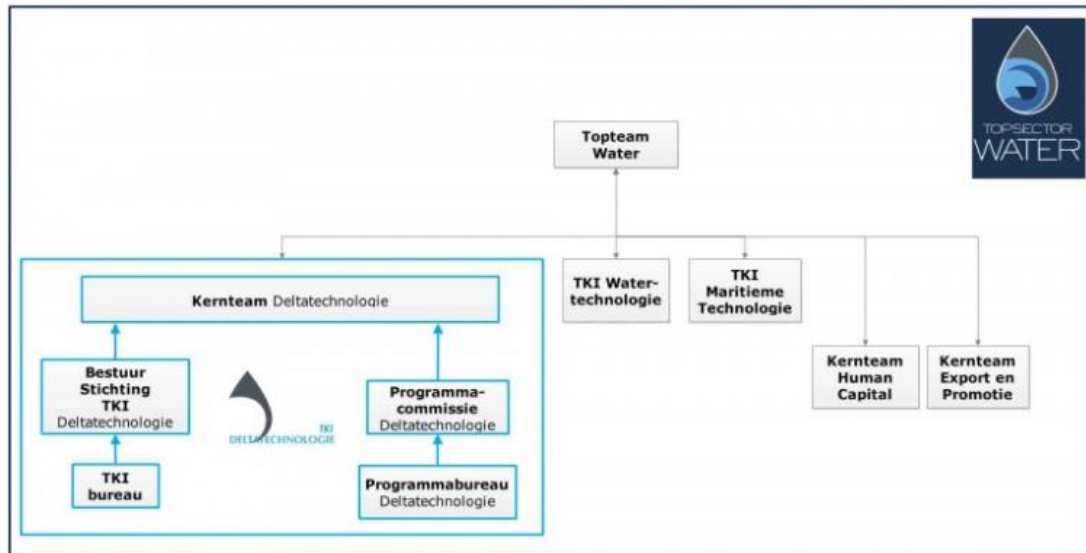 TOPSECTOR
WATER
Topteam
Water
Kernteam Deltatechnologie
Bestuur
Stichting
TKI
Deltatechnologie
TKI
bureau
TKI
DELTATECHNOLOGIE
Programma-
commissie
Deltatechnologie
Programmabureau
Deltatechnologie
TKI Water-
technologie
TKI
Maritieme
Technologie
Kernteam
Human
Capital
Kernteam
Export en
Promotie